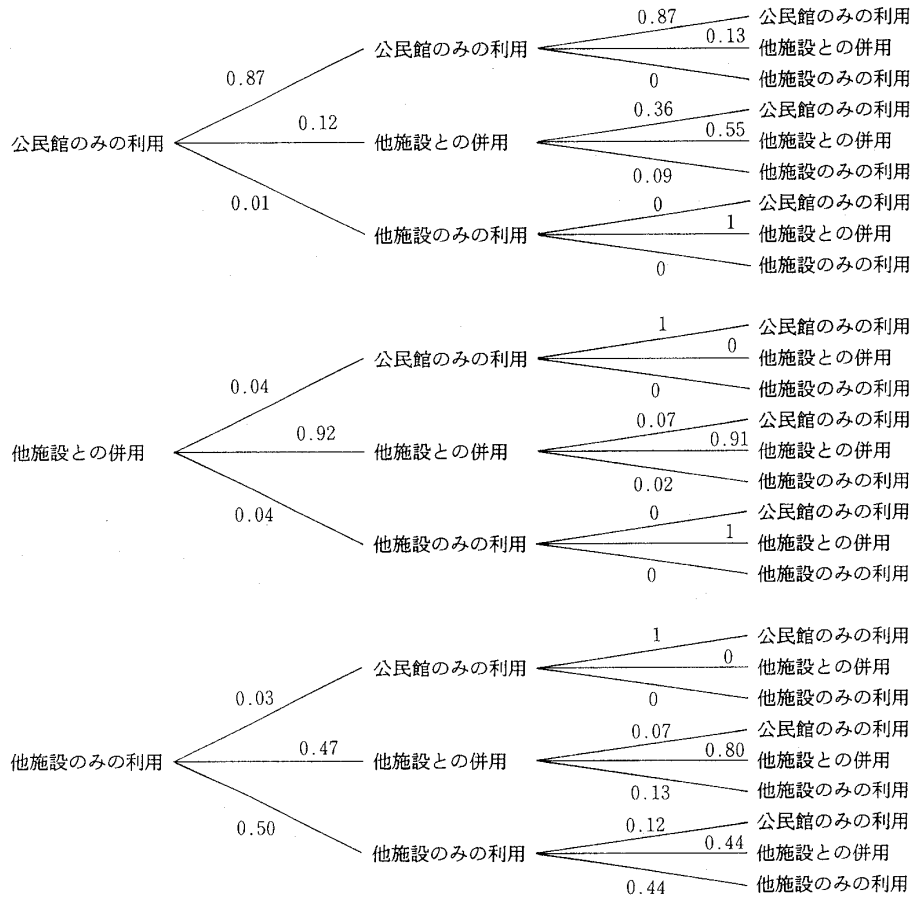 0.87 公民館のみの利用
公民館のみの利用 0.13 他施設との併用
0.87 0 他施設のみの利用
0.36 公民館のみの利用
公民館のみの利用 0.12 他施設との併用 0.55 他施設との併用
0.09 他施設のみの利用
0.01 0 公民館のみの利用
他施設のみの利用 1 他施設との併用
0 他施設のみの利用
1 公民館のみの利用
公民館のみの利用 0 他施設との併用
0.04 0 他施設のみの利用
0.07 公民館のみの利用
他施設との併用 0.92 他施設との併用 0.91 他施設との併用
0.02 他施設のみの利用
0.04 0 公民館のみの利用
他施設のみの利用 1 他施設との併用
0 他施設のみの利用
1 公民館のみの利用
公民館のみの利用 0 他施設との併用
0.03 0 他施設のみの利用
0.07 公民館のみの利用
他施設のみの利用 0.47 他施設との併用 0.80 他施設との併用
0.13 他施設のみの利用
0.50 0.12 公民館のみの利用
他施設のみの利用 0.44 他施設との併用
0.44 他施設のみの利用